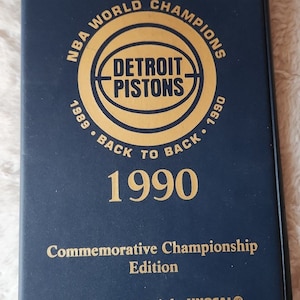 NBA WORLD CHAMPIONS
DETROIT
PISTONS
1989 • BACK TO BACK • 1990
1990
Commemorative Championship
Edition